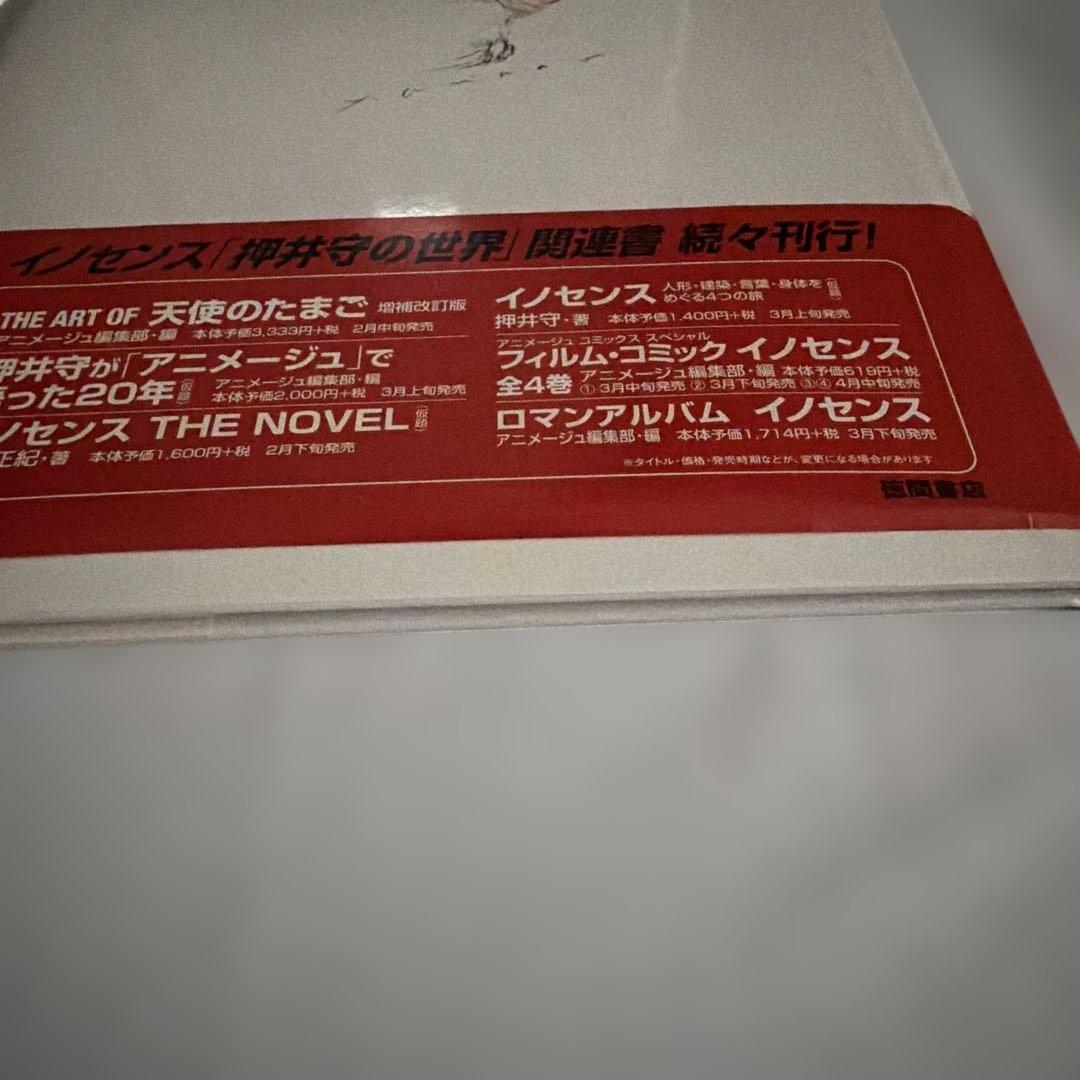 イノセンス「押井守の世界」関連書 続々刊行!
THE ART OF 天使のたまご 増補改訂版
アニメージュ編集部・編 本体予価3,333円+税 2月中旬発売
押井守が「アニメージュ」で
語った20年(仮題) アニメージュ編集部・編
本体予価2,000円+税 3月上旬発売
ノセンス THE NOVEL(仮題)
正紀・著 本体予価1,600円+税 2月下旬発売
イノセンス 人形・建築・言葉・身体をめぐる4つの旅(仮題)
押井守・著 本体予価1,400円+税 3月上旬発売
アニメージュ コミックス スペシャル
フィルム・コミック イノセンス
全4巻 アニメージュ編集部・編 本体予価619円+税
①3月中旬発売 ②3月下旬発売 ③④4月中旬発売
ロマンアルバム イノセンス
アニメージュ編集部・編 本体予価1,714円+税 3月下旬発売
※タイトル・価格・発売時期などが、変更になる場合があります
徳間書店